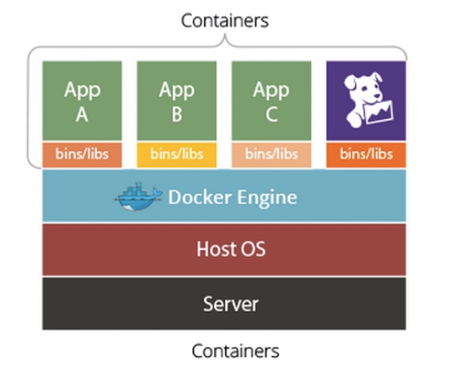 Containers
App
A
App
B
App
C
bins/libs
bins/libs
bins/libs
bins/libs
Docker Engine
Host OS
Server
Containers